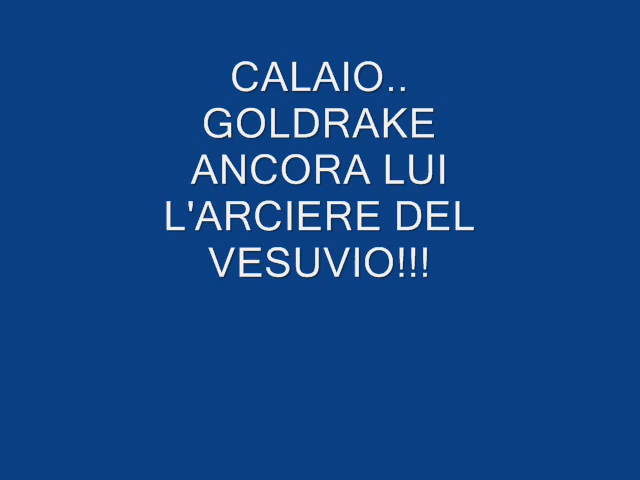 CALAIO..
GOLDRAKE
ANCORA LUI
L'ARCIERE DEL
VESUVIO!!!